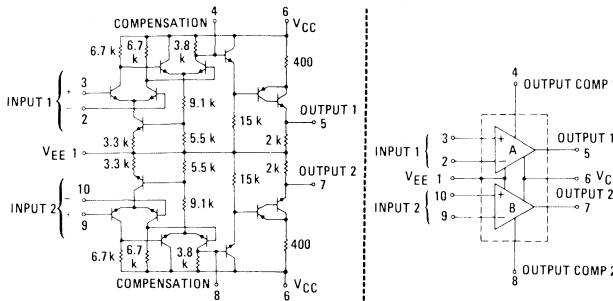 COMPENSATION 4 6
VCC
6.7 k 6.7 k 3.8 k
400
INPUT 1 + 3
- 2
9.1 k
15 k
OUTPUT 1
5
3.3 k 5.5 k 2 k
VEE 1
3.3 k 5.5 k 2 k
OUTPUT 2
15 k
7
INPUT 2 - 10
+ 9
9.1 k
6.7 k 6.7 k 3.8 k
400
COMPENSATION 8 6
VCC
4
OUTPUT COMP 1
INPUT 1 3 + A OUTPUT 1
2 - 5
VEE 1 6 VC
INPUT 2 10 + B OUTPUT 2
9 - 7
8
OUTPUT COMP 2